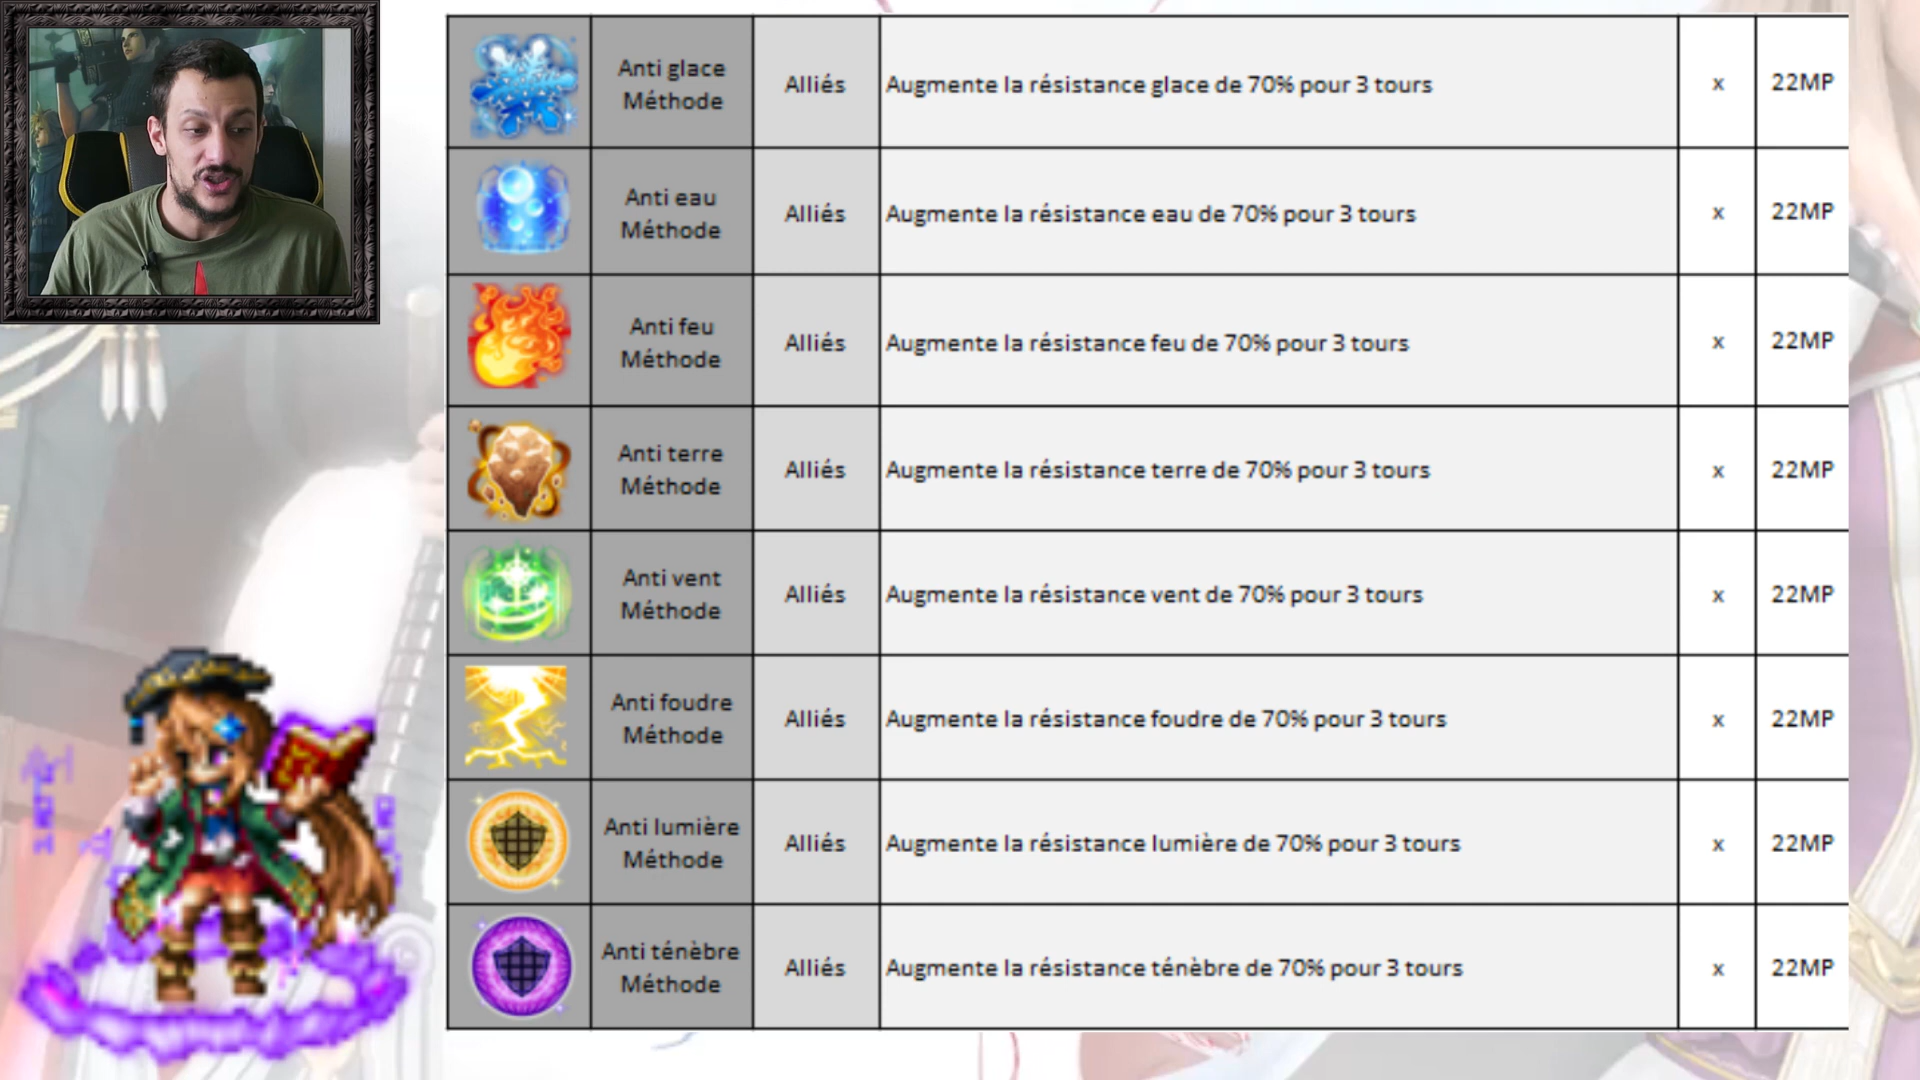 Anti glace
Méthode
Alliés
Augmente la résistance glace de 70% pour 3 tours
x
22MP
Anti eau
Méthode
Alliés
Augmente la résistance eau de 70% pour 3 tours
x
22MP
Anti feu
Méthode
Alliés
Augmente la résistance feu de 70% pour 3 tours
x
22MP
Anti terre
Méthode
Alliés
Augmente la résistance terre de 70% pour 3 tours
x
22MP
Anti vent
Méthode
Alliés
Augmente la résistance vent de 70% pour 3 tours
x
22MP
Anti foudre
Méthode
Alliés
Augmente la résistance foudre de 70% pour 3 tours
x
22MP
Anti lumière
Méthode
Alliés
Augmente la résistance lumière de 70% pour 3 tours
x
22MP
Anti ténèbre
Méthode
Alliés
Augmente la résistance ténèbre de 70% pour 3 tours
x
22MP